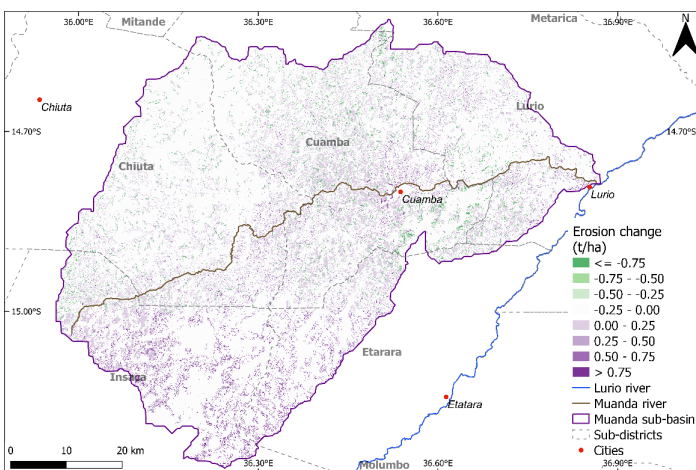 36.00°E
Mitande
36.30°E
36.60°E
Metarica
36.90°E
N
Chiuta
Lurio
14.70°S
14.70°S
Cuamba
Chiuta
Cuamba
Lurio
Erosion change
(t/ha)
<= -0.75
-0.75 - -0.50
-0.50 - -0.25
-0.25 - 0.00
0.00 - 0.25
0.25 - 0.50
0.50 - 0.75
> 0.75
15.00°S
Etarara
Insaca
Lurio river
Muanda river
Etatara
Muanda sub-basin
Sub-districts
Cities
0 10 20 km
36.30°E
Molumbo
36.60°E
36.90°E